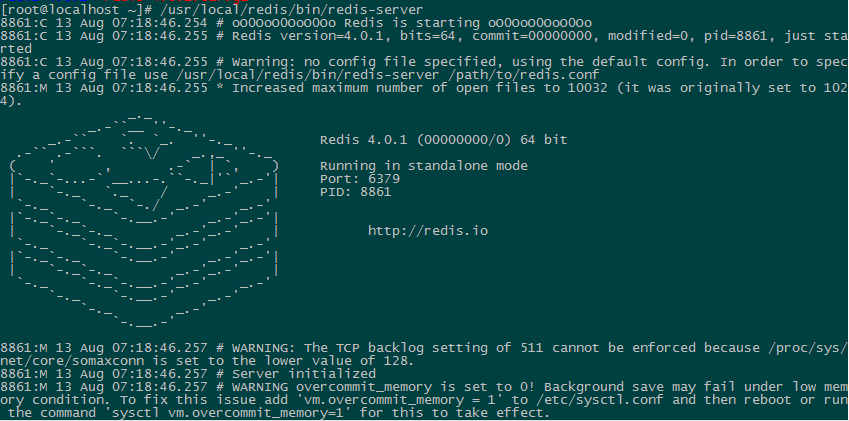 [root@localhost ~]# /usr/local/redis/bin/redis-server
8861:C 13 Aug 07:18:46.254 # oO0OoO0OoO0Oo Redis is starting oO0OoO0OoO0Oo
8861:C 13 Aug 07:18:46.255 # Redis version=4.0.1, bits=64, commit=00000000, modified=0, pid=8861, just sta
rted
8861:C 13 Aug 07:18:46.255 # Warning: no config file specified, using the default config. In order to spec
ify a config file use /usr/local/redis/bin/redis-server /path/to/redis.conf
8861:M 13 Aug 07:18:46.255 * Increased maximum number of open files to 10032 (it was originally set to 102
4).
Redis 4.0.1 (00000000/0) 64 bit
Running in standalone mode
Port: 6379
PID: 8861
http://redis.io
8861:M 13 Aug 07:18:46.257 # WARNING: The TCP backlog setting of 511 cannot be enforced because /proc/sys/
net/core/somaxconn is set to the lower value of 128.
8861:M 13 Aug 07:18:46.257 # Server initialized
8861:M 13 Aug 07:18:46.257 # WARNING overcommit_memory is set to 0! Background save may fail under low mem
ory condition. To fix this issue add 'vm.overcommit_memory = 1' to /etc/sysctl.conf and then reboot or run
 the command 'sysctl vm.overcommit_memory=1' for this to take effect.